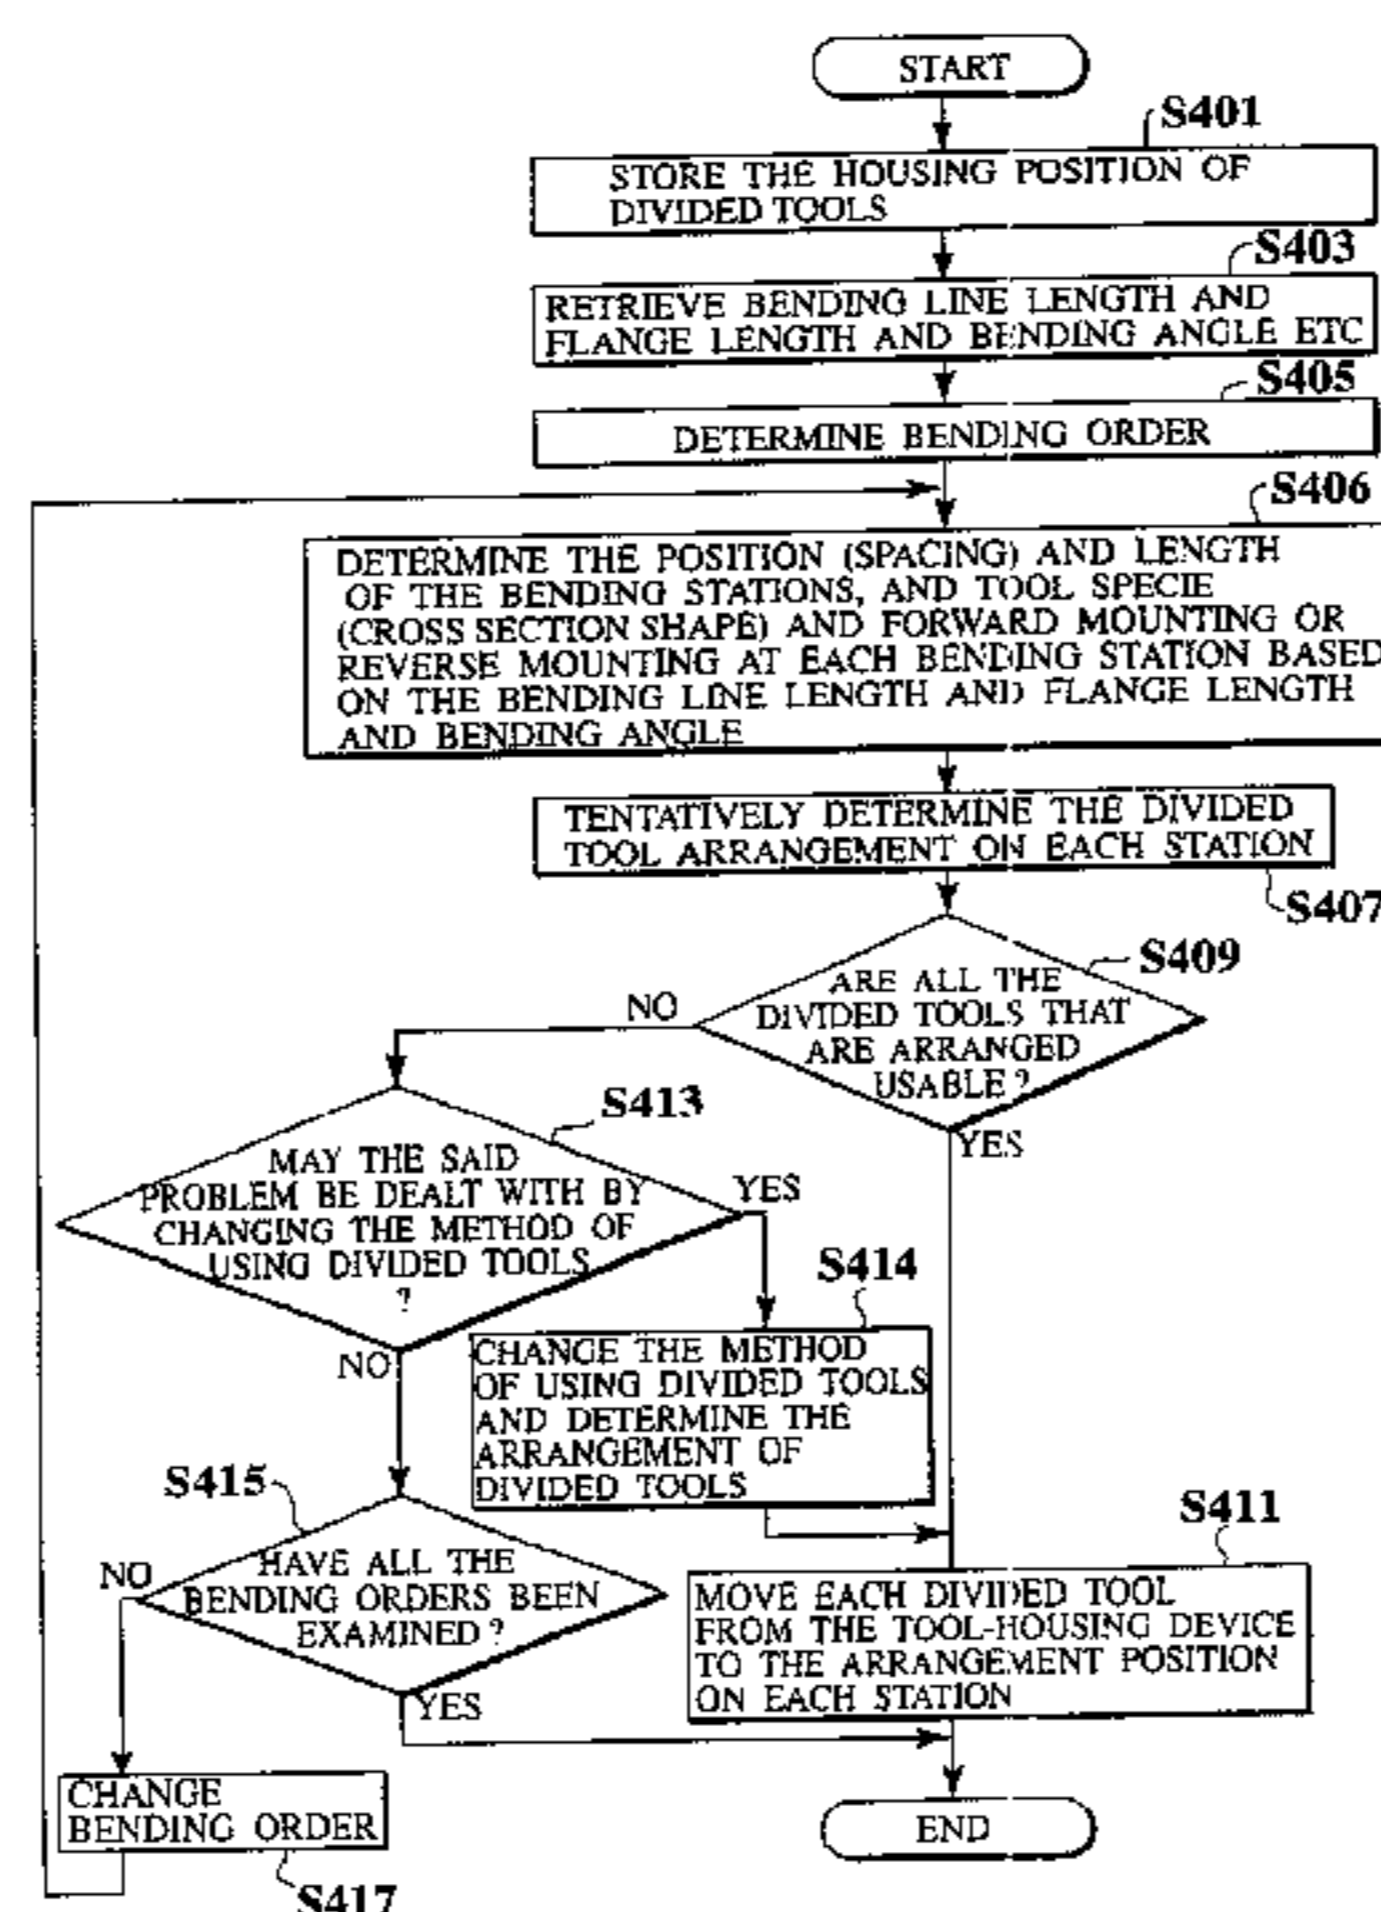 START
S401
STORE THE HOUSING POSITION OF
DIVIDED TOOLS
S403
RETRIEVE BENDING LINE LENGTH AND
FLANGE LENGTH AND BENDING ANGLE ETC
S405
DETERMINE BENDING ORDER
S406
DETERMINE THE POSITION (SPACING) AND LENGTH
OF THE BENDING STATIONS, AND TOOL SPECIE
(CROSS SECTION SHAPE) AND FORWARD MOUNTING OR
REVERSE MOUNTING AT EACH BENDING STATION BASED
ON THE BENDING LINE LENGTH AND FLANGE LENGTH
AND BENDING ANGLE
TENTATIVELY DETERMINE THE DIVIDED
TOOL ARRANGEMENT ON EACH STATION
S407
S409
ARE ALL THE
DIVIDED TOOLS THAT
ARE ARRANGED
USABLE ?
NO
YES
S413
MAY THE SAID
PROBLEM BE DEALT WITH BY
CHANGING THE METHOD OF
USING DIVIDED TOOLS
?
YES
NO
S414
CHANGE THE METHOD
OF USING DIVIDED TOOLS
AND DETERMINE THE
ARRANGEMENT OF
DIVIDED TOOLS
S415
HAVE ALL THE
BENDING ORDERS BEEN
EXAMINED ?
NO
YES
S411
MOVE EACH DIVIDED TOOL
FROM THE TOOL-HOUSING DEVICE
TO THE ARRANGEMENT POSITION
ON EACH STATION
CHANGE
BENDING ORDER
S417
END